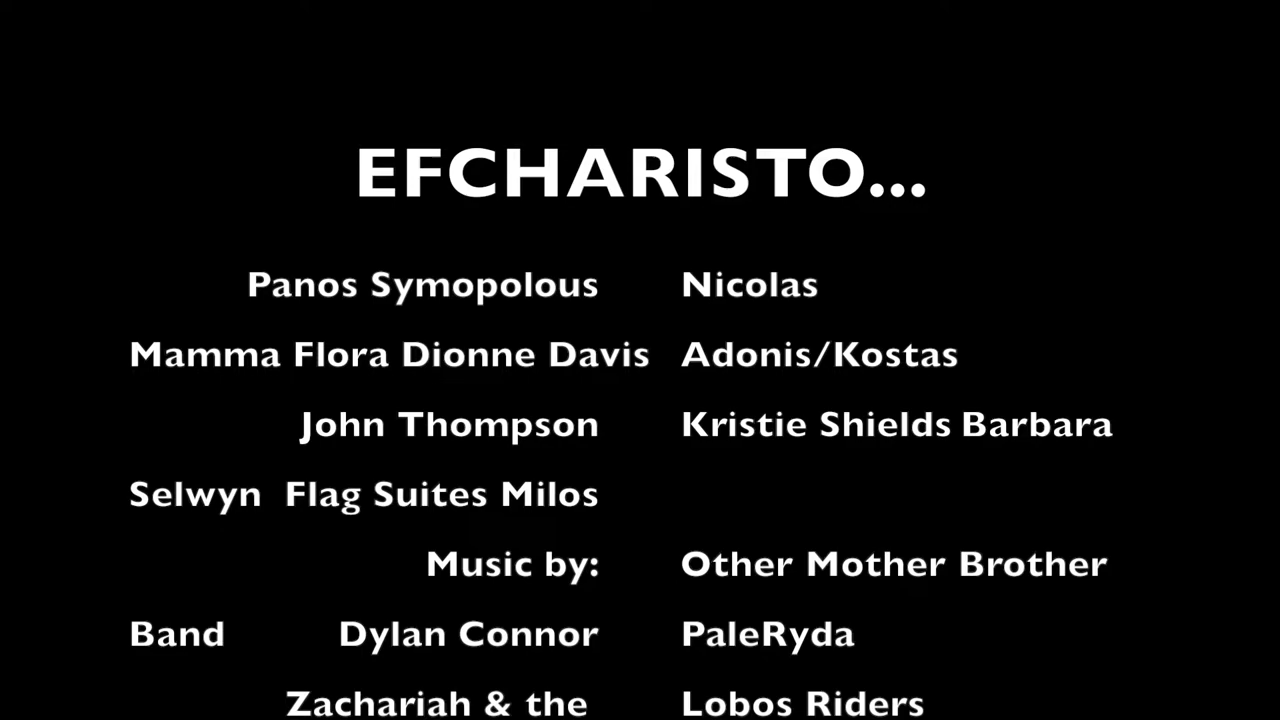 EFCHARISTO...
Panos Symopolous Nicolas
Mamma Flora Dionne Davis Adonis/Kostas
John Thompson Kristie Shields Barbara
Selwyn Flag Suites Milos
Music by: Other Mother Brother
Band Dylan Connor PaleRyda
Zachariah & the Lobos Riders